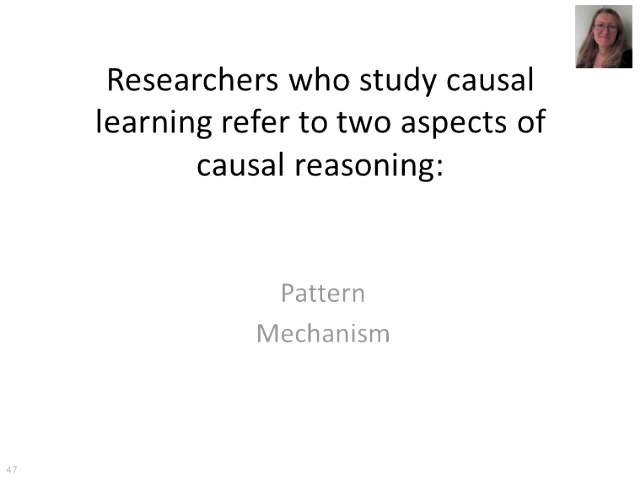 Researchers who study causal
learning refer to two aspects of
causal reasoning:
Pattern
Mechanism
47